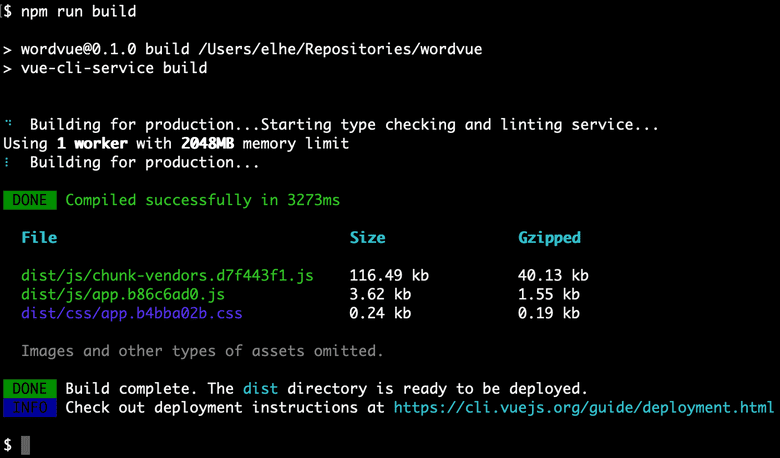 $ npm run build
> wordvue@0.1.0 build /Users/elhe/Repositories/wordvue
> vue-cli-service build
⠙  Building for production...Starting type checking and linting service...
Using 1 worker with 2048MB memory limit
⠇  Building for production...
DONE  Compiled successfully in 3273ms
File  Size  Gzipped
dist/js/chunk-vendors.d7f443f1.js  116.49 kb  40.13 kb
dist/js/app.b86c6ad0.js  3.62 kb  1.55 kb
dist/css/app.b4bba02b.css  0.24 kb  0.19 kb
Images and other types of assets omitted.
DONE  Build complete. The dist directory is ready to be deployed.
INFO  Check out deployment instructions at https://cli.vuejs.org/guide/deployment.html
$